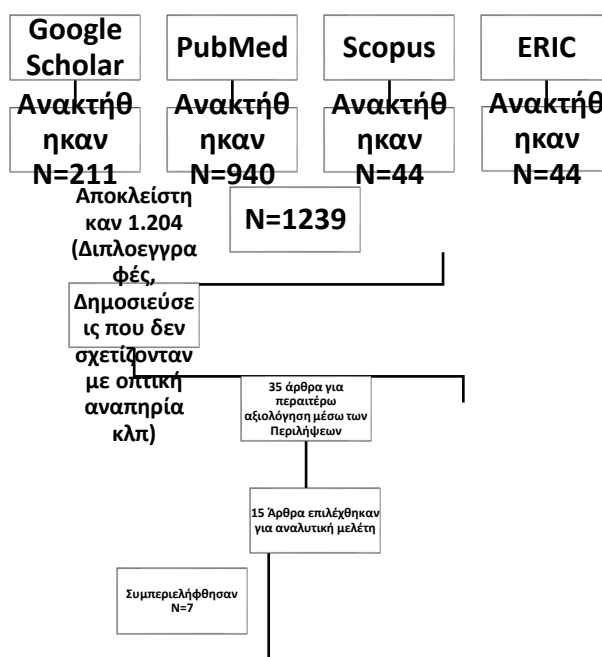 Google
Scholar
PubMed
Scopus
ERIC
Ανακτήθ
ηκαν
N=211
Ανακτήθ
ηκαν
N=940
Ανακτήθ
ηκαν
N=44
Ανακτήθ
ηκαν
N=44
N=1239
Αποκλείστη
καν 1.204
(Διπλοεγγρα
φές,
Δημοσιεύσε
ις που δεν
σχετίζονταν
με οπτική
αναπηρία
κλπ)
35 άρθρα για
περαιτέρω
αξιολόγηση μέσω των
Περιλήψεων
15 Άρθρα επιλέχθηκαν
για αναλυτική μελέτη
Συμπεριελήφθησαν
N=7